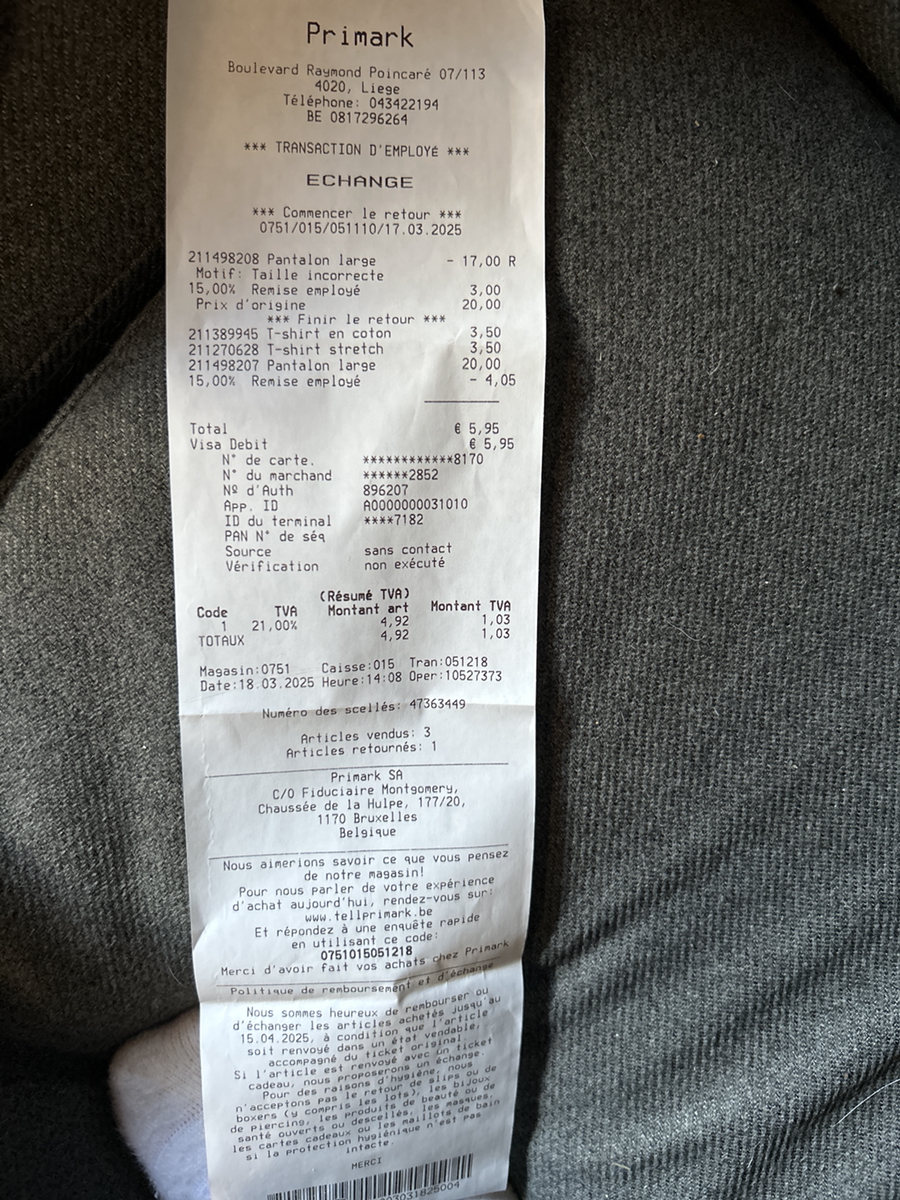 Primark
Boulevard Raymond Poincaré 07/113
4020, Liege
Téléphone: 043422194
BE 0817296264
*** TRANSACTION D'EMPLOYÉ ***
ECHANGE
*** Commencer le retour ***
0751/015/051110/17.03.2025
211498208 Pantalon large - 17,00 R
Motif: Taille incorrecte
15,00% Remise employé 3,00
Prix d'origine 20,00
*** Finir le retour ***
211389945 T-shirt en coton 3,50
211270628 T-shirt stretch 3,50
211498207 Pantalon large 20,00
15,00% Remise employé - 4,05
Total € 5,95
Visa Debit € 5,95
N° de carte. ************8170
N° du marchand ******2852
Nº d'Auth 896207
App. ID A0000000031010
ID du terminal ****7182
PAN N° de séq
Source sans contact
Vérification non exécuté
(Résumé TVA)
Code TVA Montant art Montant TVA
1 21,00% 4,92 1,03
TOTAUX 4,92 1,03
Magasin:0751 Caisse:015 Tran:051218
Date:18.03.2025 Heure:14:08 Oper:10527373
Numéro des scellés: 47363449
Articles vendus: 3
Articles retournés: 1
Primark SA
C/O Fiduciaire Montgomery,
Chaussée de la Hulpe, 177/20,
1170 Bruxelles
Belgique
Nous aimerions savoir ce que vous pensez
de notre magasin!
Pour nous parler de votre expérience
d'achat aujourd'hui, rendez-vous sur:
www.tellprimark.be
Et répondez à une enquête rapide
en utilisant ce code:
0751015051218
Merci d'avoir fait vos achats chez Primark
Politique de remboursement et d'échange
Nous sommes heureux de rembourser ou
d'échanger les articles achetés jusqu'au
15.04.2025, à condition que l'article
soit renvoyé dans un état vendable,
accompagné du ticket original.
Si l'article est renvoyé avec un ticket
cadeau, nous proposerons un échange.
Pour des raisons d'hygiène, nous
n'acceptons pas le retour de slips ou de
boxers (y compris les lots), les bijoux
de piercing, les produits de beauté ou de
santé ouverts ou descellés, les masques,
les cartes cadeaux ou les maillots de bain
si la protection hygiénique n'est pas
intacte.
MERCI